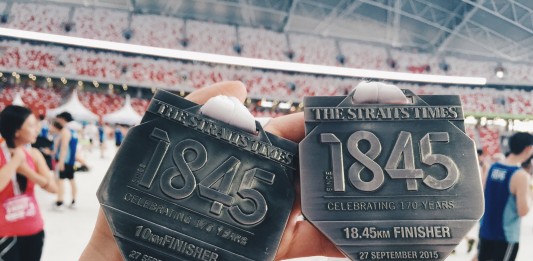 THE STRAITS TIMES
SINCE 1845
CELEBRATING 170 YEARS
10KM FINISHER
THE STRAITS TIMES
SINCE 1845
CELEBRATING 170 YEARS
18.45KM FINISHER
27 SEPTEMBER 2015